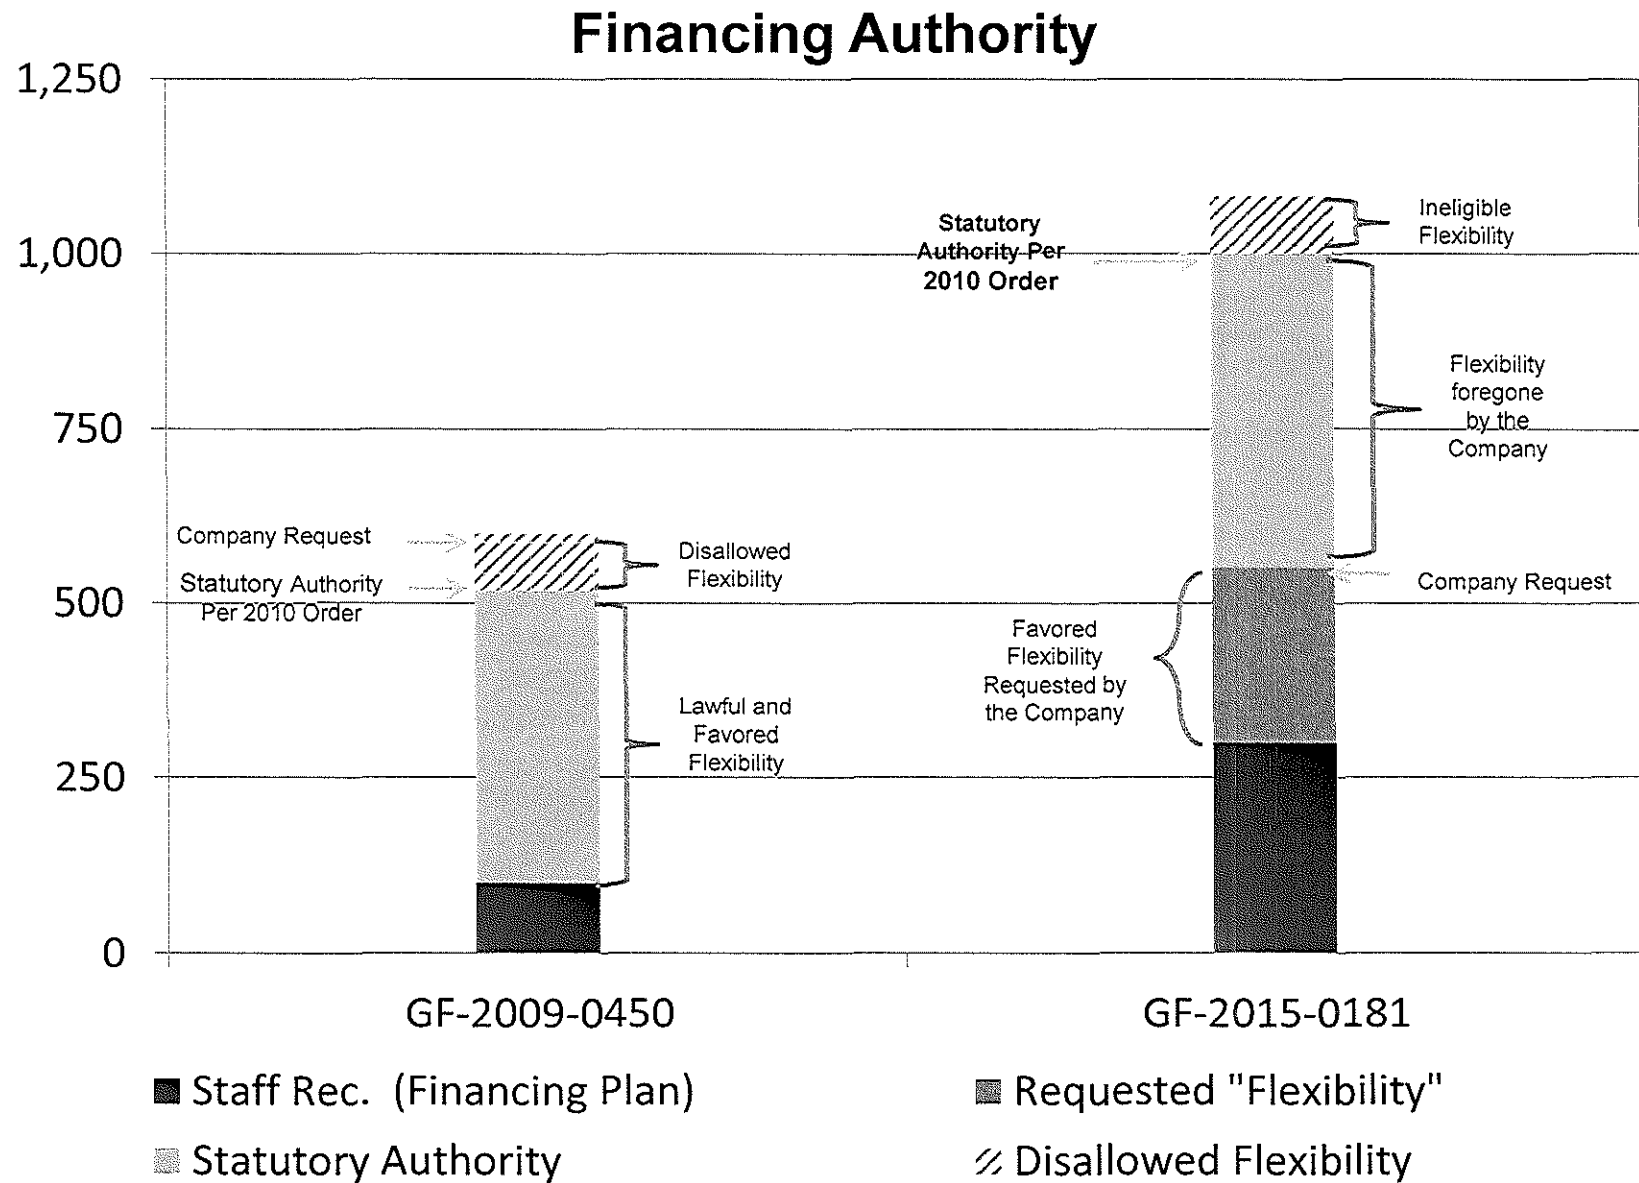 Financing Authority
1,250
1,000
750
500
250
0
Company Request
Statutory Authority
Per 2010 Order
Disallowed
Flexibility
Lawful and
Favored
Flexibility
Statutory
Authority Per
2010 Order
Ineligible
Flexibility
Flexibility
foregone
by the
Company
Company Request
Favored
Flexibility
Requested by
the Company
GF-2009-0450
GF-2015-0181
Staff Rec. (Financing Plan)
Requested "Flexibility"
Statutory Authority
Disallowed Flexibility